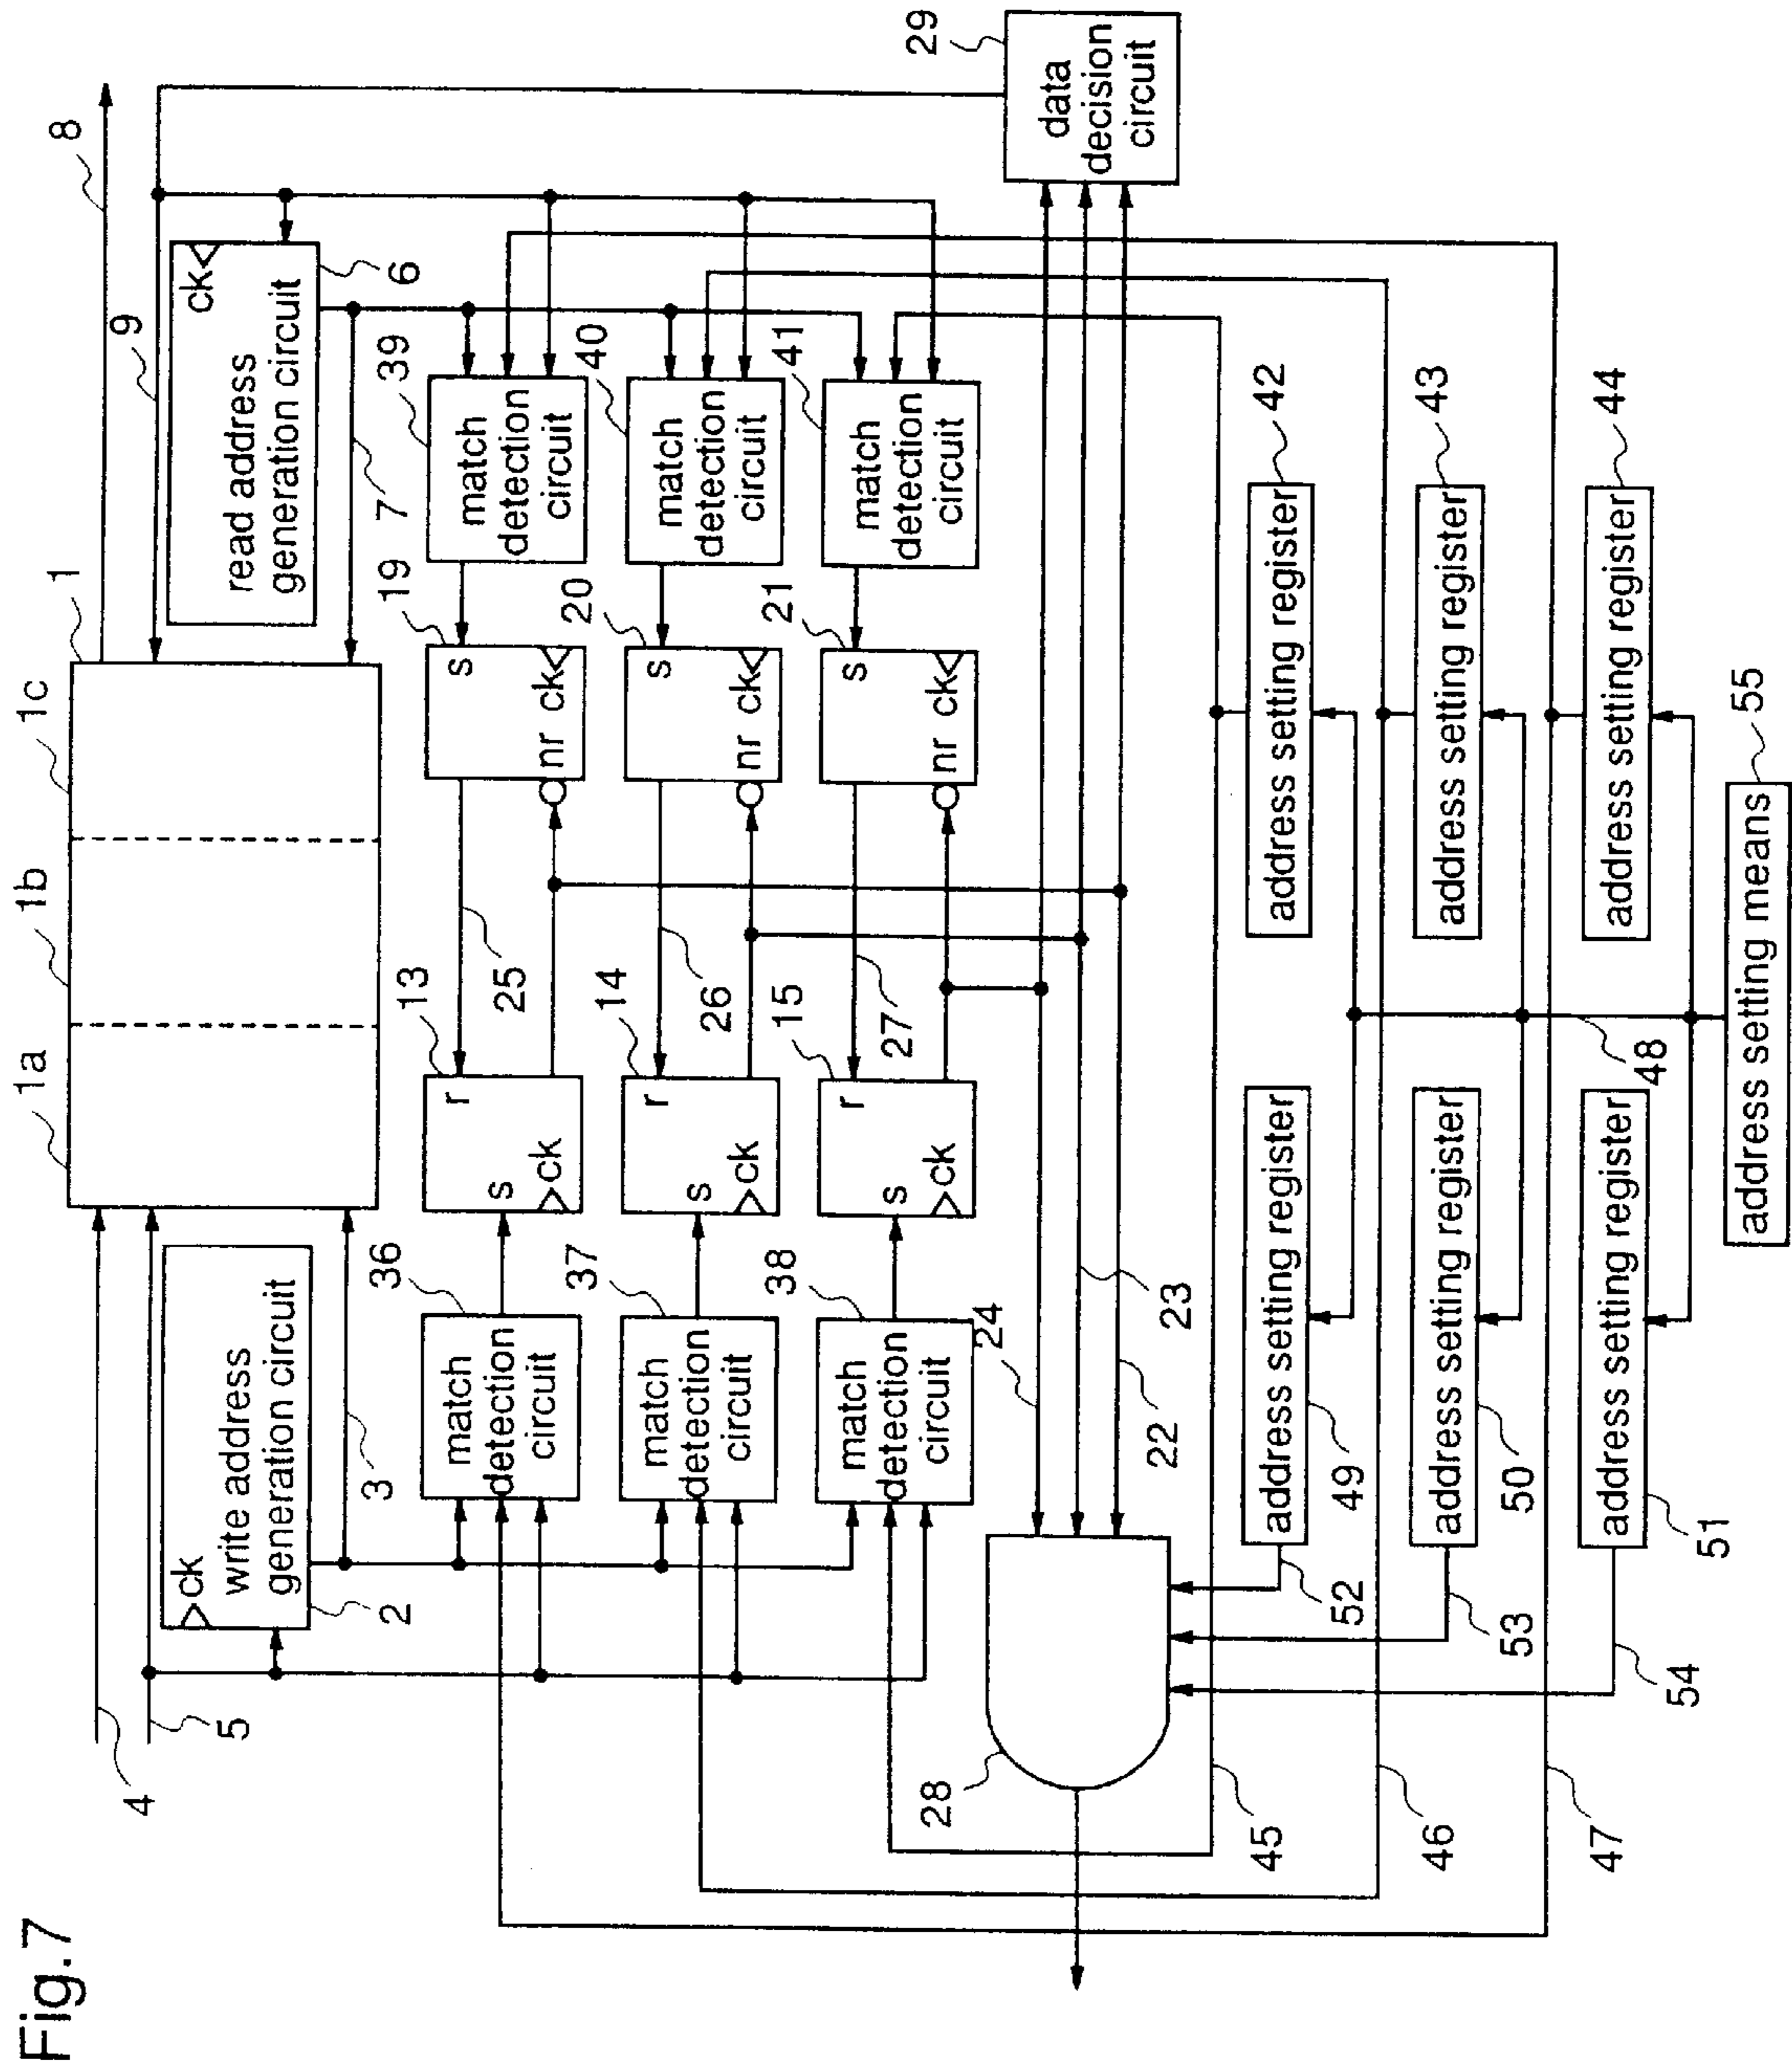 Fig.7
1a
1b
1c
1
8
4
5
ck
write address
generation circuit
2
3
9
ck
read address
generation circuit
6
7
36
match
detection
circuit
13
r
s
ck
25
19
s
nr ck
39
match
detection
circuit
37
match
detection
circuit
14
r
s
ck
26
20
s
nr ck
40
match
detection
circuit
38
match
detection
circuit
15
r
s
ck
27
21
s
nr ck
41
match
detection
circuit
28
24
23
22
29
data
decision
circuit
45
52
49
address setting register
address setting register
42
46
53
50
address setting register
address setting register
43
47
54
51
address setting register
48
address setting register
44
address setting means
55